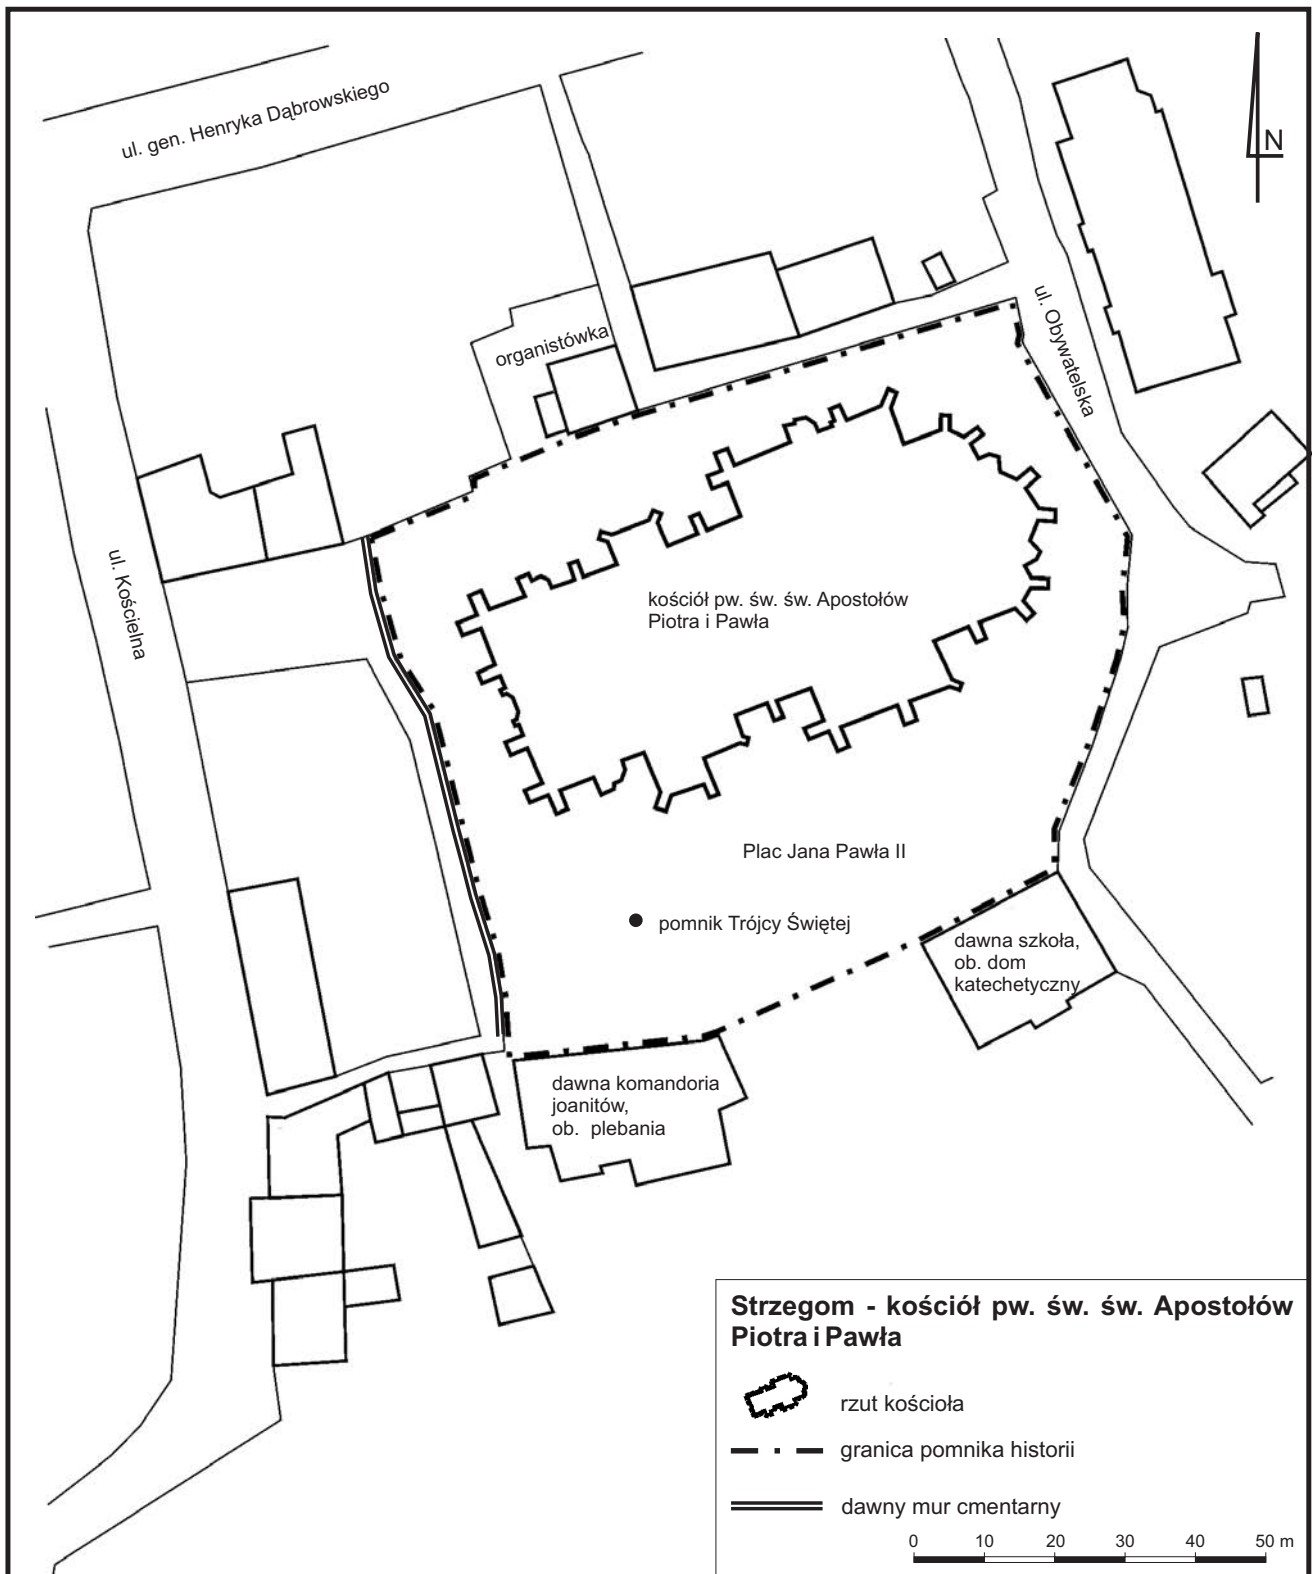 ul. gen. Henryka Dąbrowskiego
N
ul. Obywatelska
organistówka
ul. Kościelna
kościół pw. św. św. Apostołów
Piotra i Pawła
Plac Jana Pawła II
pomnik Trójcy Świętej
dawna szkoła,
ob. dom
katechetyczny
dawna komandoria
joanitów,
ob. plebania
Strzegom - kościół pw. św. św. Apostołów
Piotra i Pawła
rzut kościoła
granica pomnika historii
dawny mur cmentarny
0 10 20 30 40 50 m